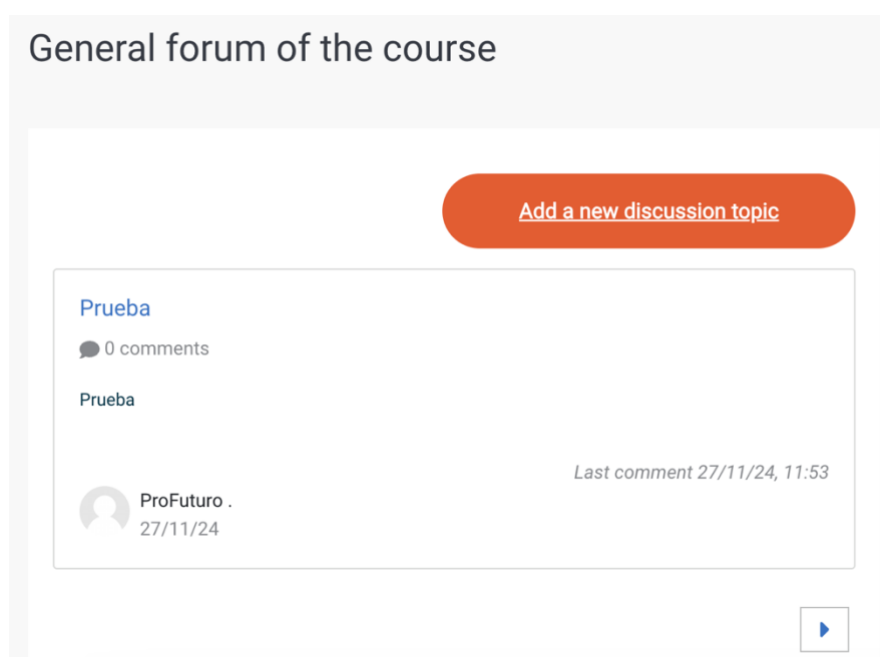 General forum of the course
Add a new discussion topic
Prueba
0 comments
Prueba
Last comment 27/11/24, 11:53
ProFuturo .
27/11/24